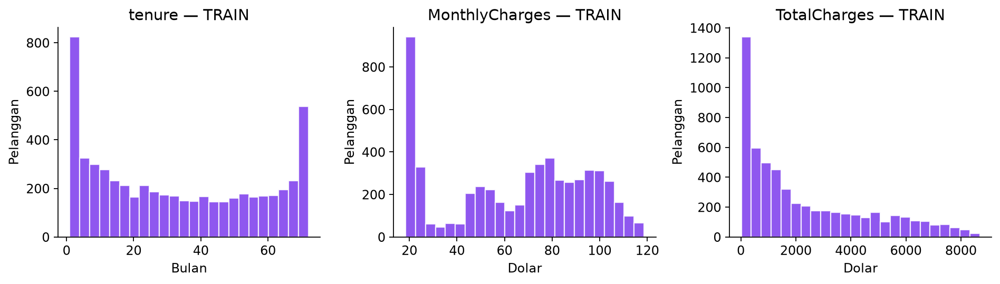 tenure — TRAIN
800
600
400
200
0
Pelanggan
0 20 40 60
Bulan
MonthlyCharges — TRAIN
800
600
400
200
0
Pelanggan
20 40 60 80 100 120
Dolar
TotalCharges — TRAIN
1400
1200
1000
800
600
400
200
0
Pelanggan
0 2000 4000 6000 8000
Dolar